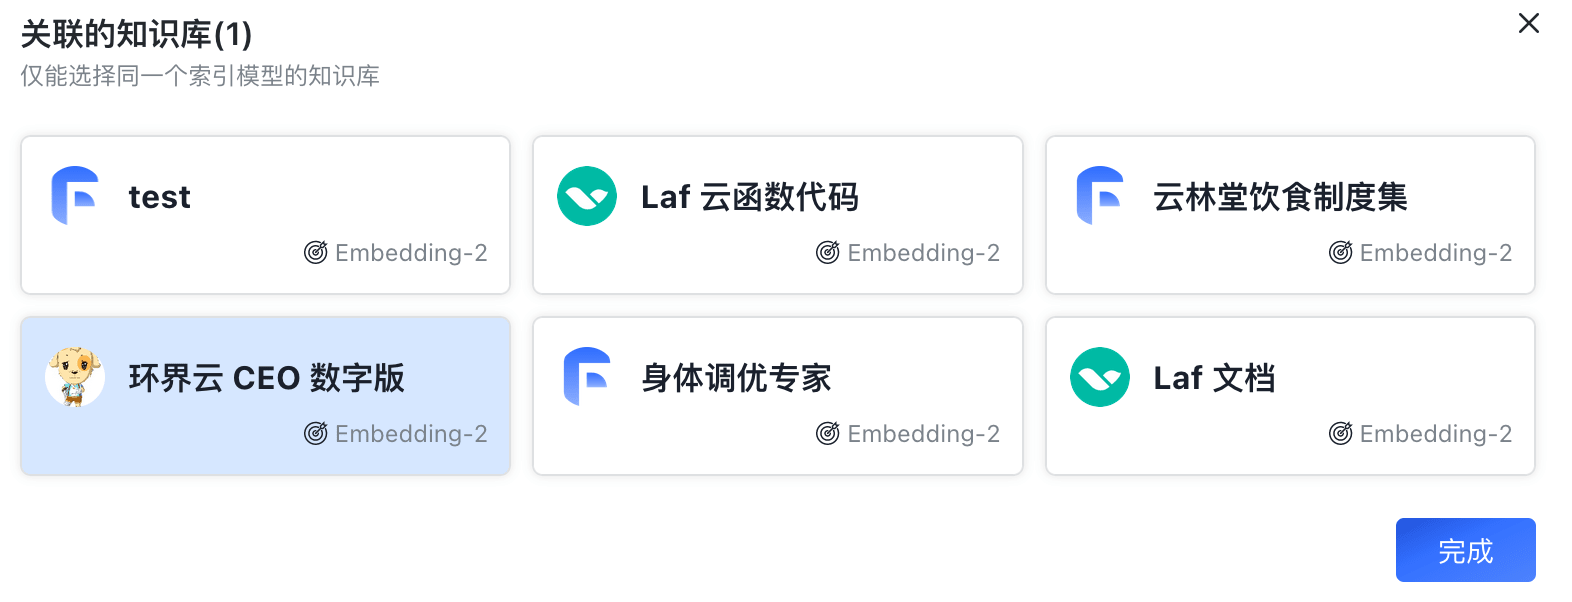 关联的知识库(1)
仅能选择同一个索引模型的知识库
test
Embedding-2
Laf 云函数代码
Embedding-2
云林堂饮食制度集
Embedding-2
环界云 CEO 数字版
Embedding-2
身体调优专家
Embedding-2
Laf 文档
Embedding-2
完成